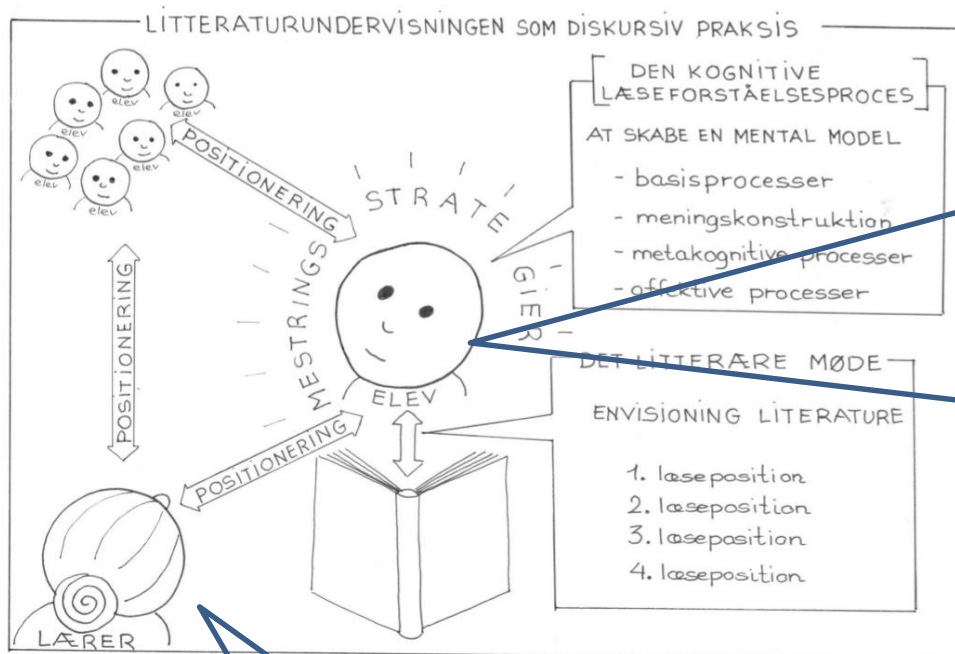 LITTERATURUNDERVISNINGEN SOM DISKURSIV PRAKSIS
elev
elev
elev
elev
elev
elev
POSITIONERING
POSITIONERING
POSITIONERING
MESTRINGS
STRATE
GIER
ELEV
LÆRER
DEN KOGNITIVE
LÆSEFORSTÅELSESPROCES
AT SKABE EN MENTAL MODEL
- basisprocesser
- meningskonstruktion
- metakognitive processer
- affektive processer
DET LITTERÆRE MØDE
ENVISIONING LITERATURE
1. læseposition
2. læseposition
3. læseposition
4. læseposition